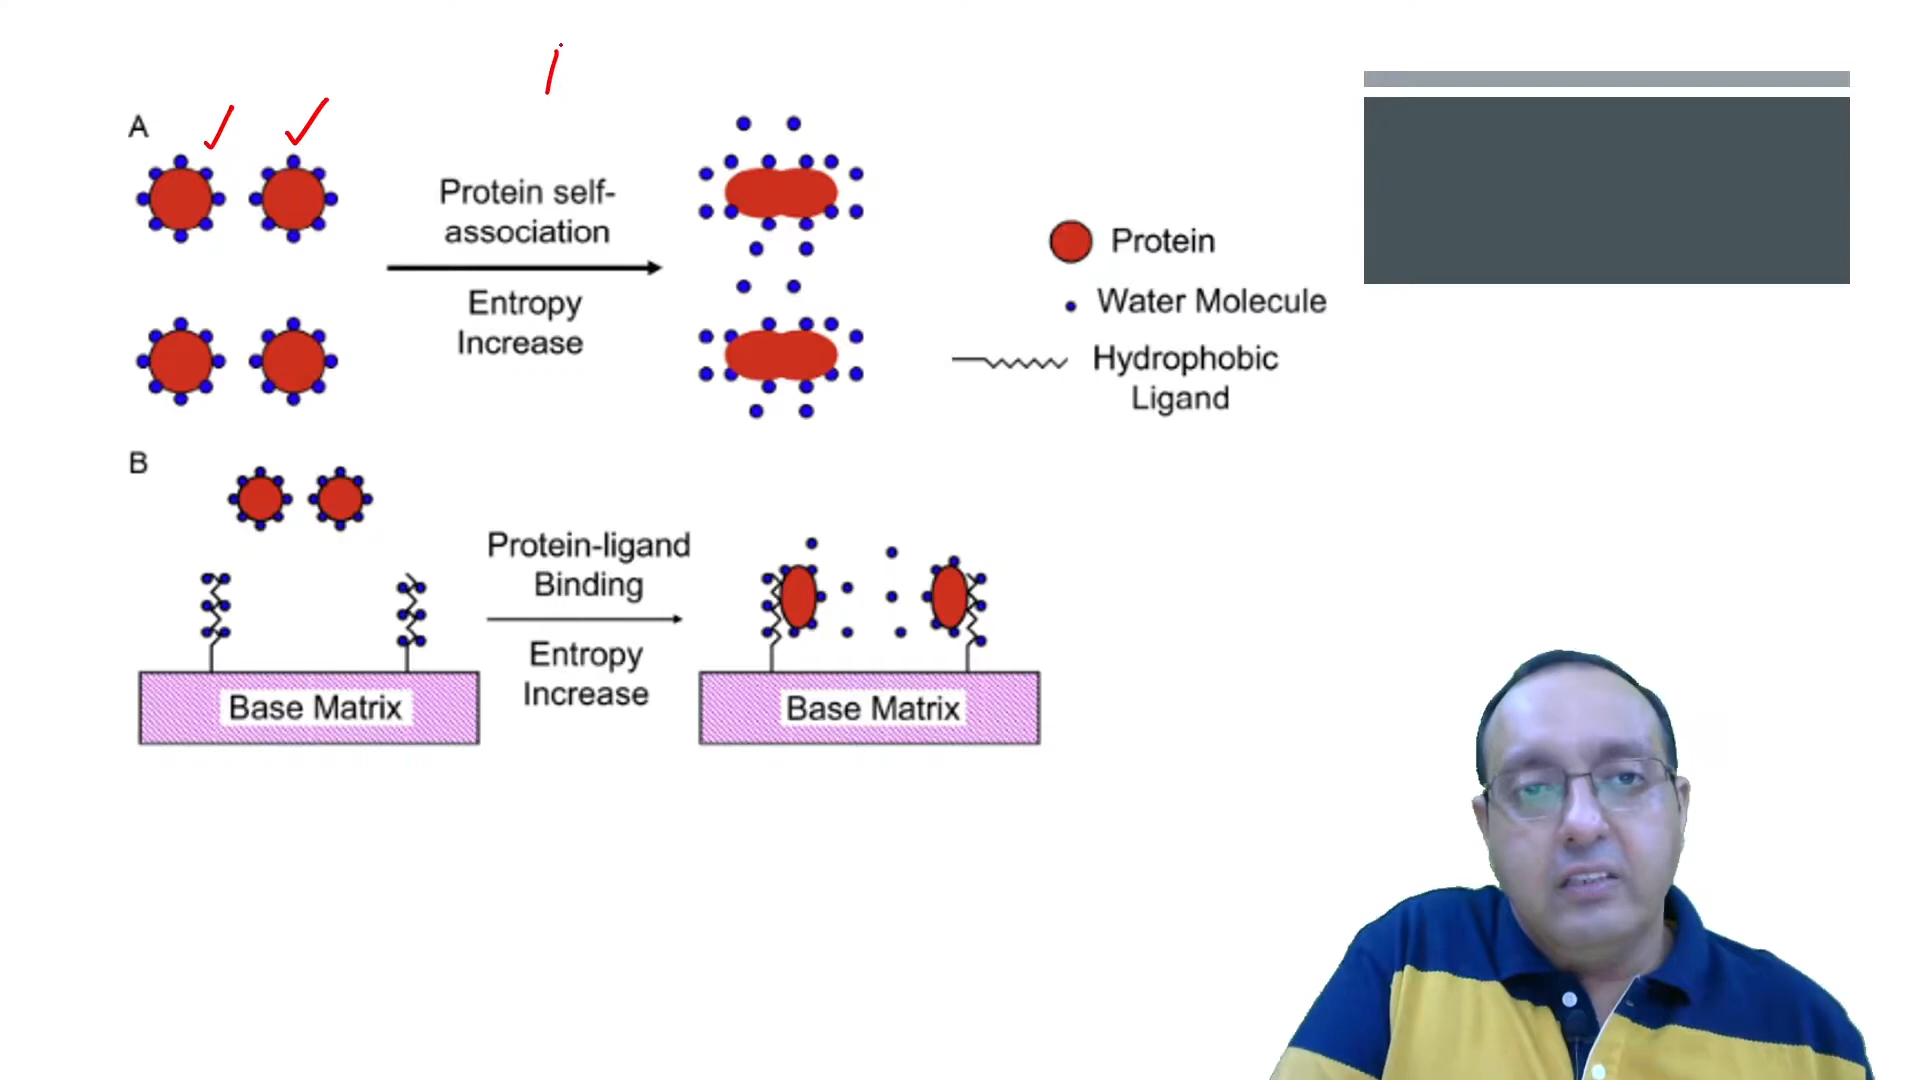 A
Protein self-
association
Entropy
Increase
Protein
Water Molecule
Hydrophobic
Ligand
B
Protein-ligand
Binding
Entropy
Increase
Base Matrix
Base Matrix